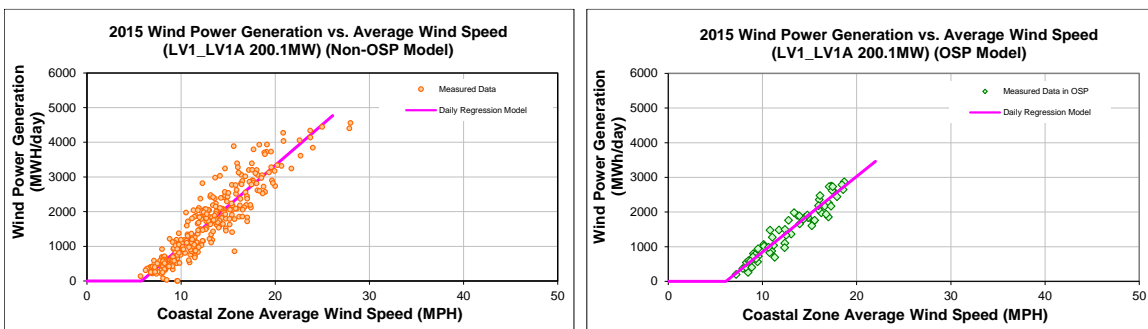 2015 Wind Power Generation vs. Average Wind Speed
(LV1_LV1A 200.1MW) (Non-OSP Model)
Wind Power Generation
(MWH/day)
6000
5000
4000
3000
2000
1000
0
Measured Data
Daily Regression Model
0 10 20 30 40 50
Coastal Zone Average Wind Speed (MPH)
2015 Wind Power Generation vs. Average Wind Speed
(LV1_LV1A 200.1MW) (OSP Model)
Wind Power Generation
(MWh/day)
6000
5000
4000
3000
2000
1000
0
Measured Data in OSP
Daily Regression Model
0 10 20 30 40 50
Coastal Zone Average Wind Speed (MPH)